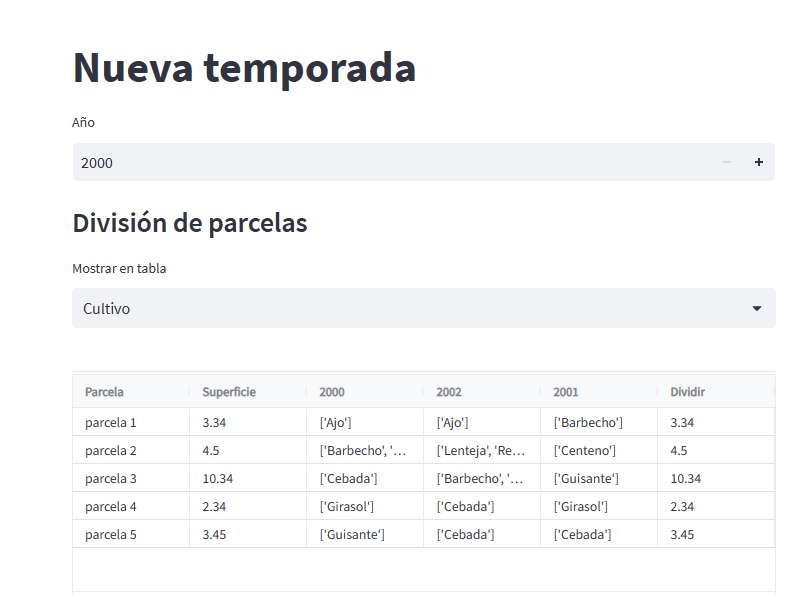 Nueva temporada
Año
2000
División de parcelas
Mostrar en tabla
Cultivo
Parcela Superficie 2000 2002 2001 Dividir
parcela 1 3.34 ['Ajo'] ['Ajo'] ['Barbecho'] 3.34
parcela 2 4.5 ['Barbecho', '... ['Lenteja', 'Re... ['Centeno'] 4.5
parcela 3 10.34 ['Cebada'] ['Barbecho', '... ['Guisante'] 10.34
parcela 4 2.34 ['Girasol'] ['Cebada'] ['Girasol'] 2.34
parcela 5 3.45 ['Guisante'] ['Cebada'] ['Cebada'] 3.45